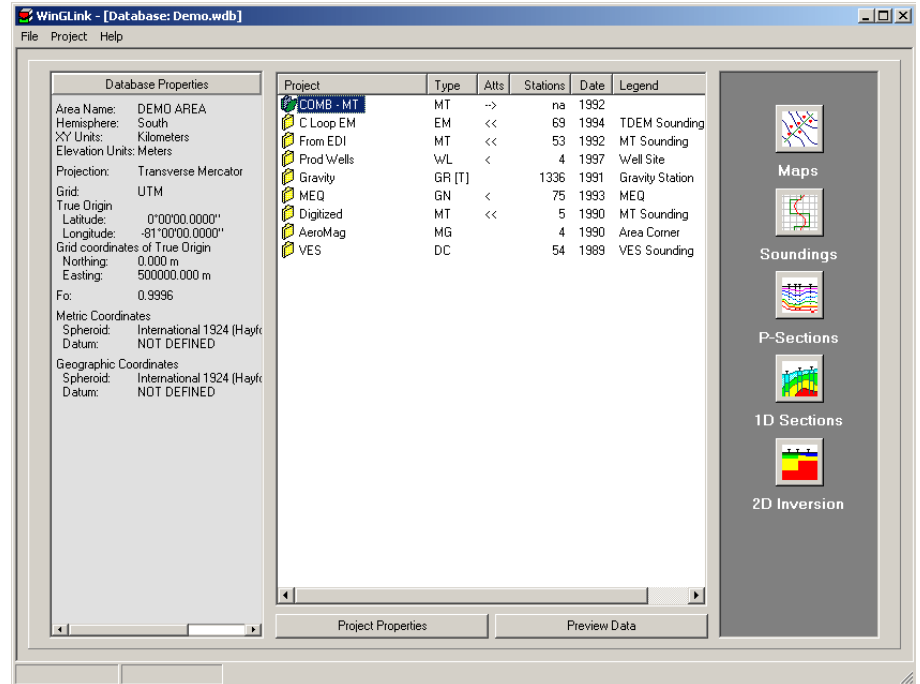 WinGLink - [Database: Demo.wdb]
File Project Help
Database Properties
Area Name: DEMO AREA
Hemisphere: South
XY Units: Kilometers
Elevation Units: Meters
Projection: Transverse Mercator
Grid: UTM
True Origin
Latitude: 0°00'00.0000"
Longitude: -81°00'00.0000"
Grid coordinates of True Origin
Northing: 0.000 m
Easting: 500000.000 m
Fo: 0.9996
Metric Coordinates
Spheroid: International 1924 (Hayfo
Datum: NOT DEFINED
Geographic Coordinates
Spheroid: International 1924 (Hayfo
Datum: NOT DEFINED
Project Type Atts Stations Date Legend
COMB - MT MT --> na 1992
C Loop EM EM << 69 1994 TDEM Sounding
From EDI MT << 53 1992 MT Sounding
Prod Wells WL < 4 1997 Well Site
Gravity GR [T] 1336 1991 Gravity Station
MEQ GN < 75 1993 MEQ
Digitized MT << 5 1990 MT Sounding
AeroMag MG 4 1990 Area Corner
VES DC 54 1989 VES Sounding
Project Properties
Preview Data
Maps
Soundings
P-Sections
1D Sections
2D Inversion